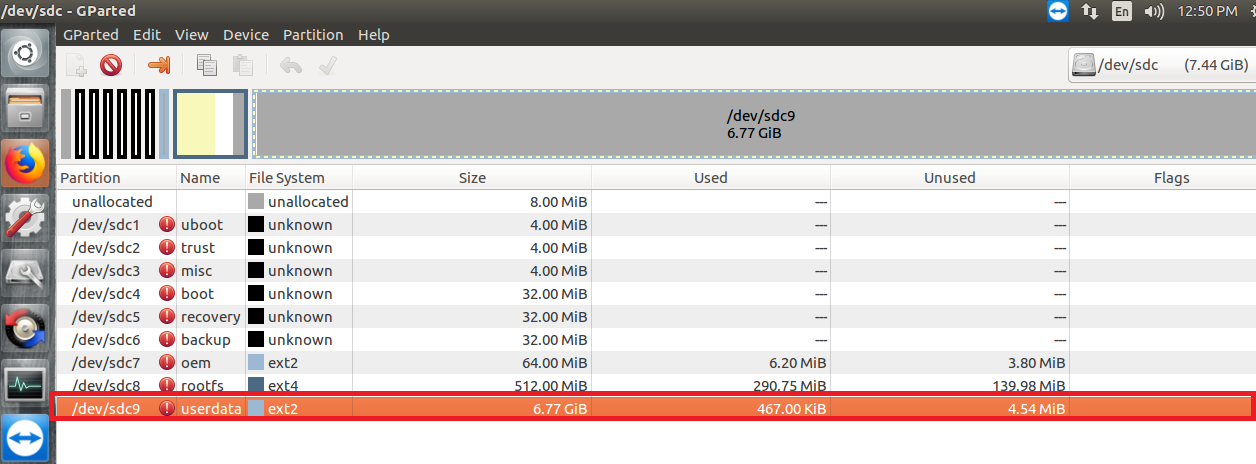 /dev/sdc - GParted En 12:50 PM
GParted Edit View Device Partition Help
/dev/sdc (7.44 GiB)
/dev/sdc9
6.77 GiB
Partition Name File System Size Used Unused Flags
unallocated unallocated 8.00 MiB --- ---
/dev/sdc1 uboot unknown 4.00 MiB --- ---
/dev/sdc2 trust unknown 4.00 MiB --- ---
/dev/sdc3 misc unknown 4.00 MiB --- ---
/dev/sdc4 boot unknown 32.00 MiB --- ---
/dev/sdc5 recovery unknown 32.00 MiB --- ---
/dev/sdc6 backup unknown 32.00 MiB --- ---
/dev/sdc7 oem ext2 64.00 MiB 6.20 MiB 3.80 MiB
/dev/sdc8 rootfs ext4 512.00 MiB 290.75 MiB 139.98 MiB
/dev/sdc9 userdata ext2 6.77 GiB 467.00 KiB 4.54 MiB